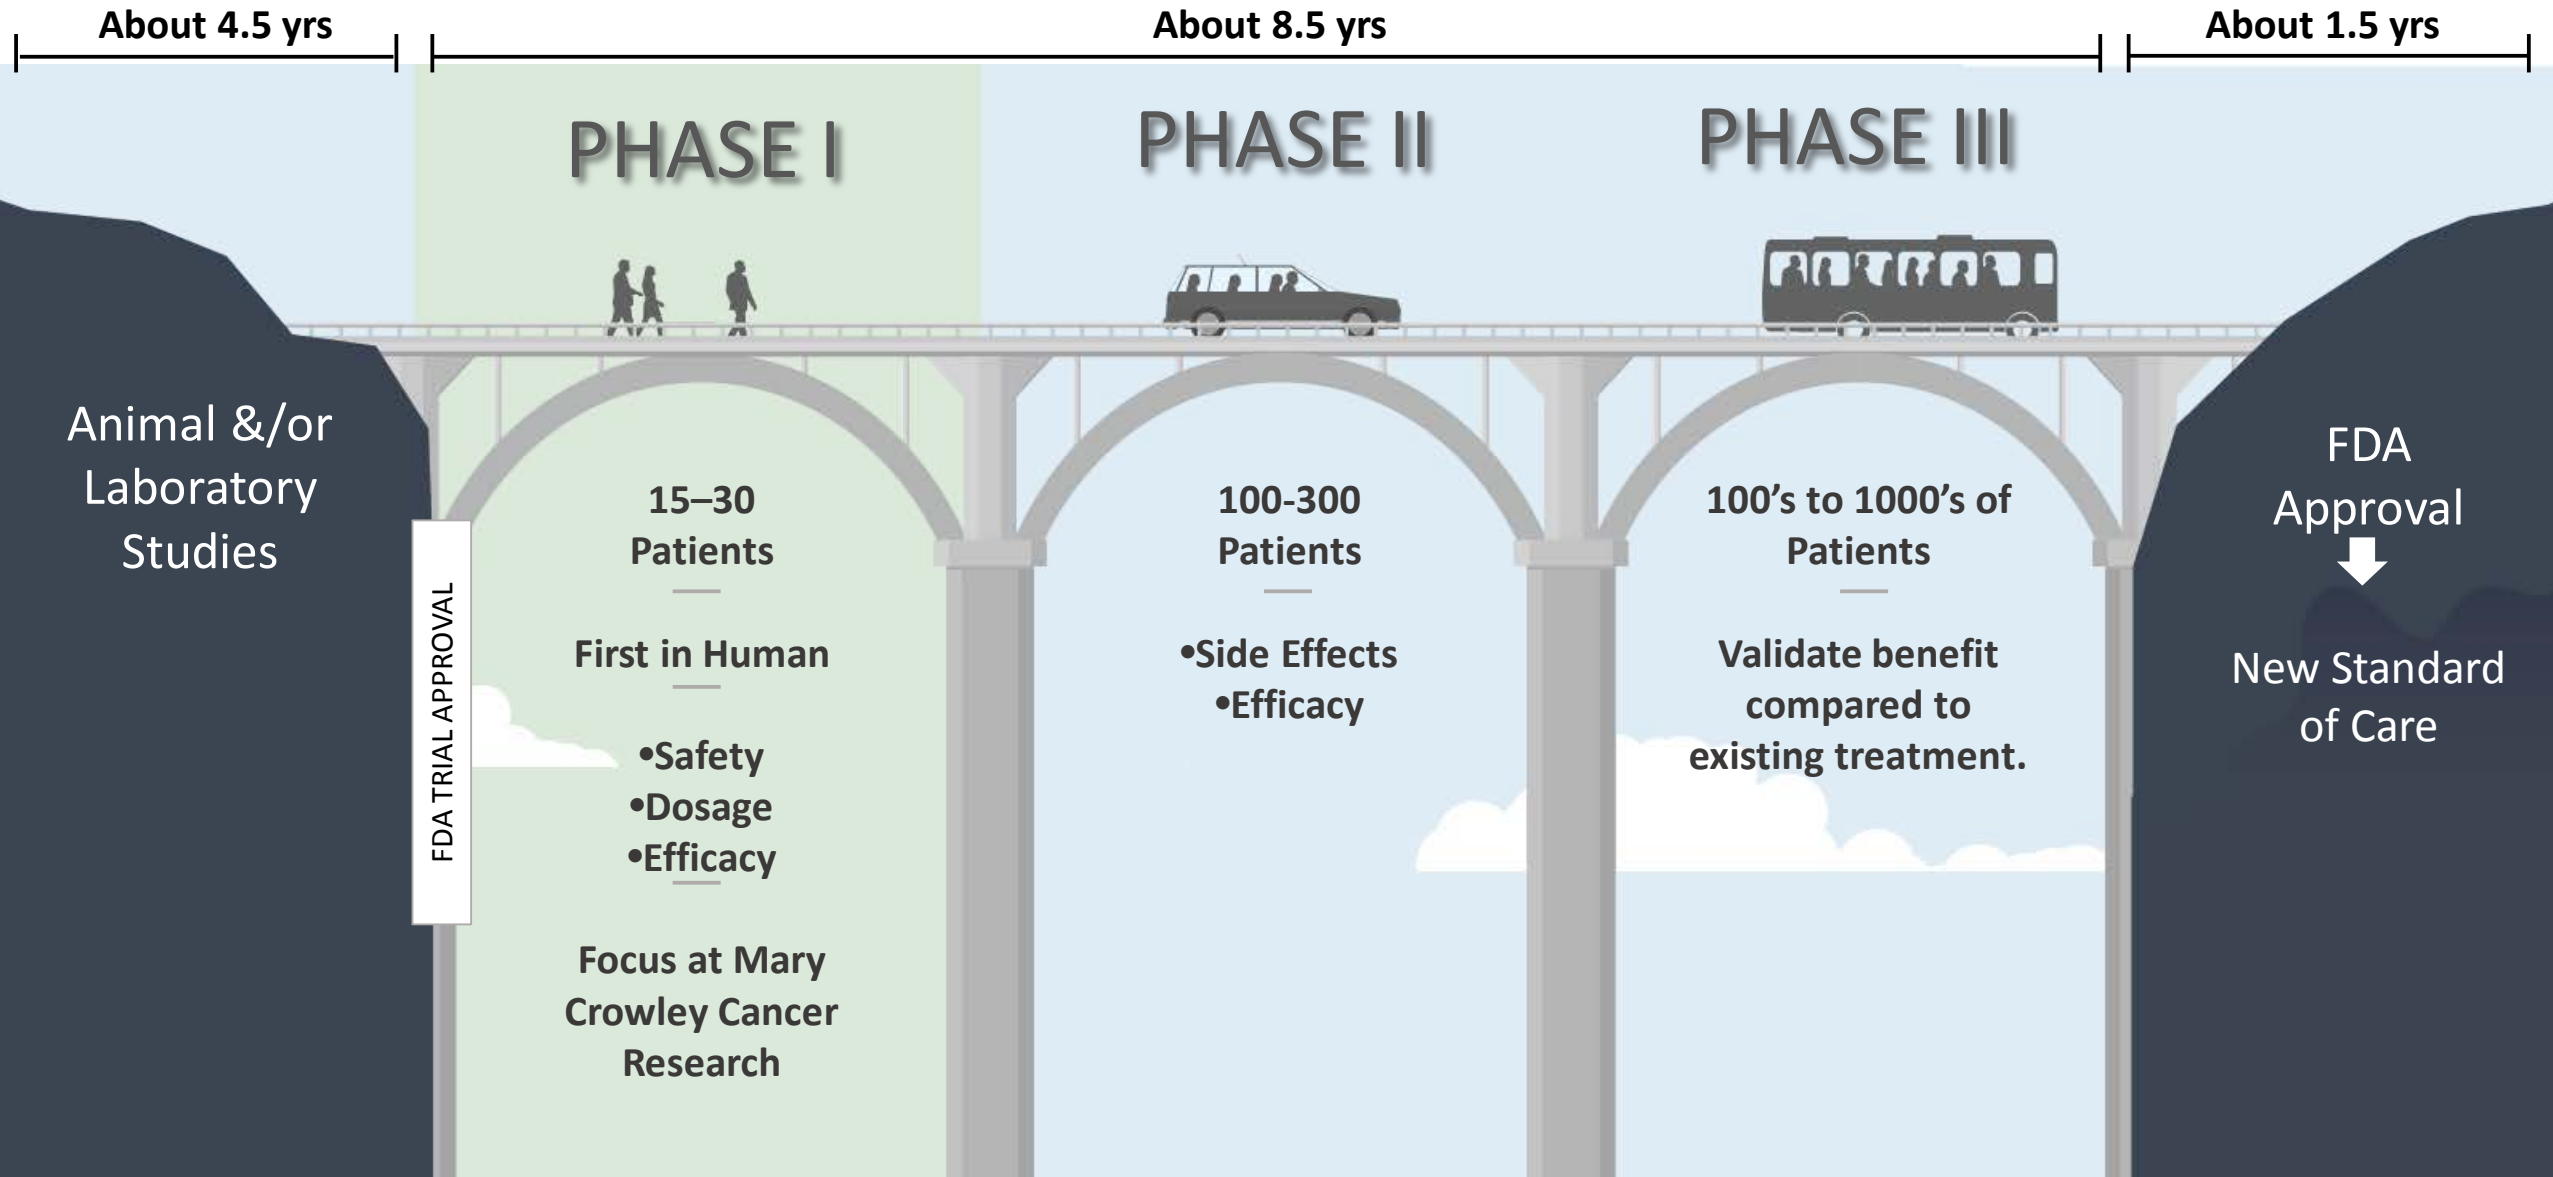 About 4.5 yrs
About 8.5 yrs
About 1.5 yrs
PHASE I
PHASE II
PHASE III
Animal &/or
Laboratory
Studies
FDA TRIAL APPROVAL
15–30
Patients
First in Human
•Safety
•Dosage
•Efficacy
Focus at Mary
Crowley Cancer
Research
100-300
Patients
•Side Effects
•Efficacy
100’s to 1000’s of
Patients
Validate benefit
compared to
existing treatment.
FDA
Approval
New Standard
of Care